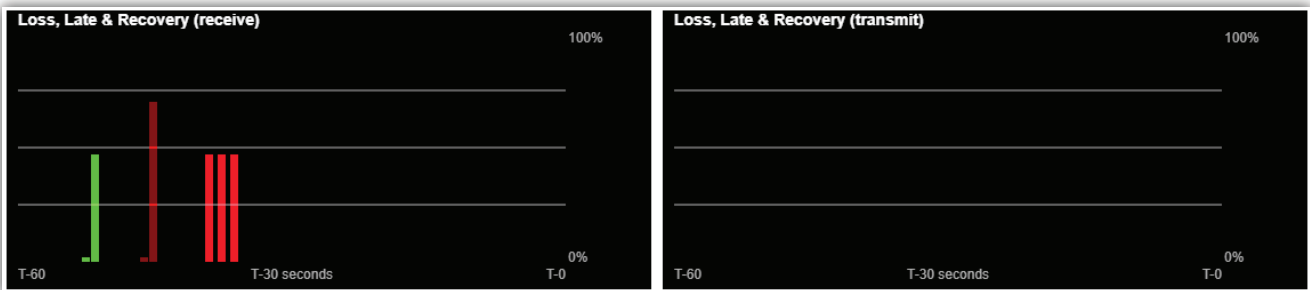 Loss, Late & Recovery (receive)
100%
0%
T-60
T-30 seconds
T-0
Loss, Late & Recovery (transmit)
100%
0%
T-60
T-30 seconds
T-0